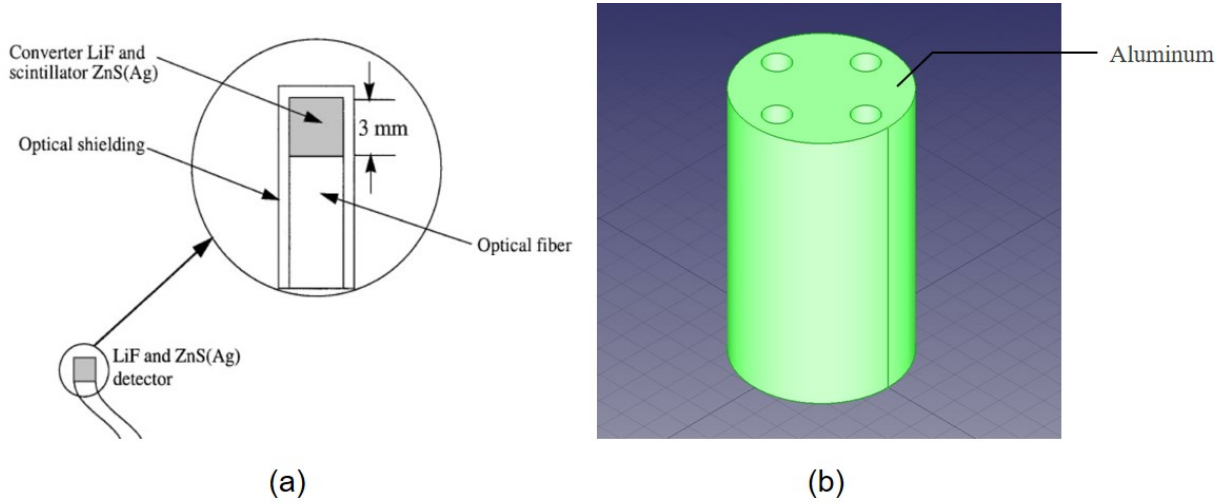 Converter LiF and
scintillator ZnS(Ag)
3 mm
Optical shielding
Optical fiber
LiF and ZnS(Ag)
detector
Aluminum
(a)
(b)